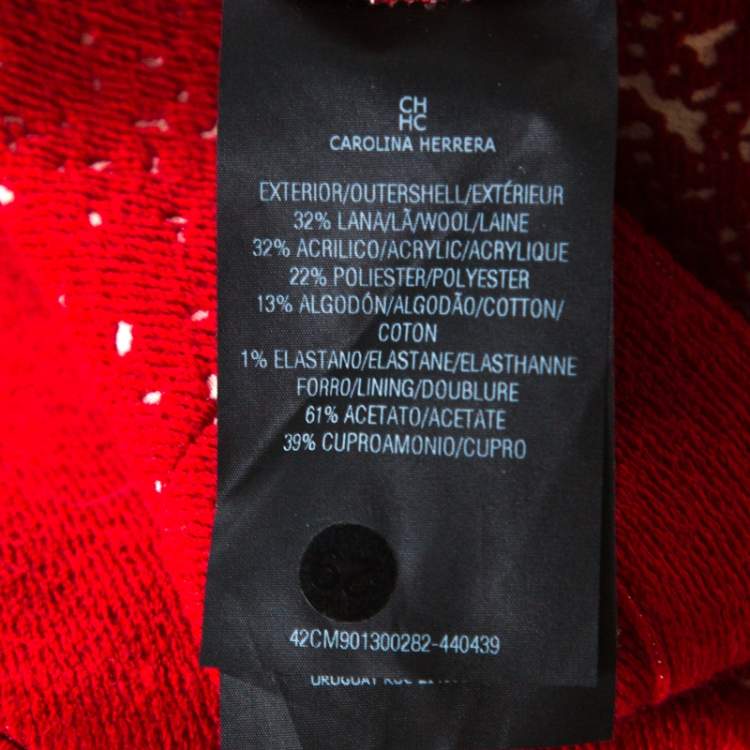 CH
HC
CAROLINA HERRERA
EXTERIOR/OUTERSHELL/EXTÉRIEUR
32% LANA/LÃ/WOOL/LAINE
32% ACRILICO/ACRYLIC/ACRYLIQUE
22% POLIESTER/POLYESTER
13% ALGODÓN/ALGODÃO/COTTON/
COTON
1% ELASTANO/ELASTANE/ELASTHANNE
FORRO/LINING/DOUBLURE
61% ACETATO/ACETATE
39% CUPROAMONIO/CUPRO
42CM901300282-440439
URUGUAY RUC